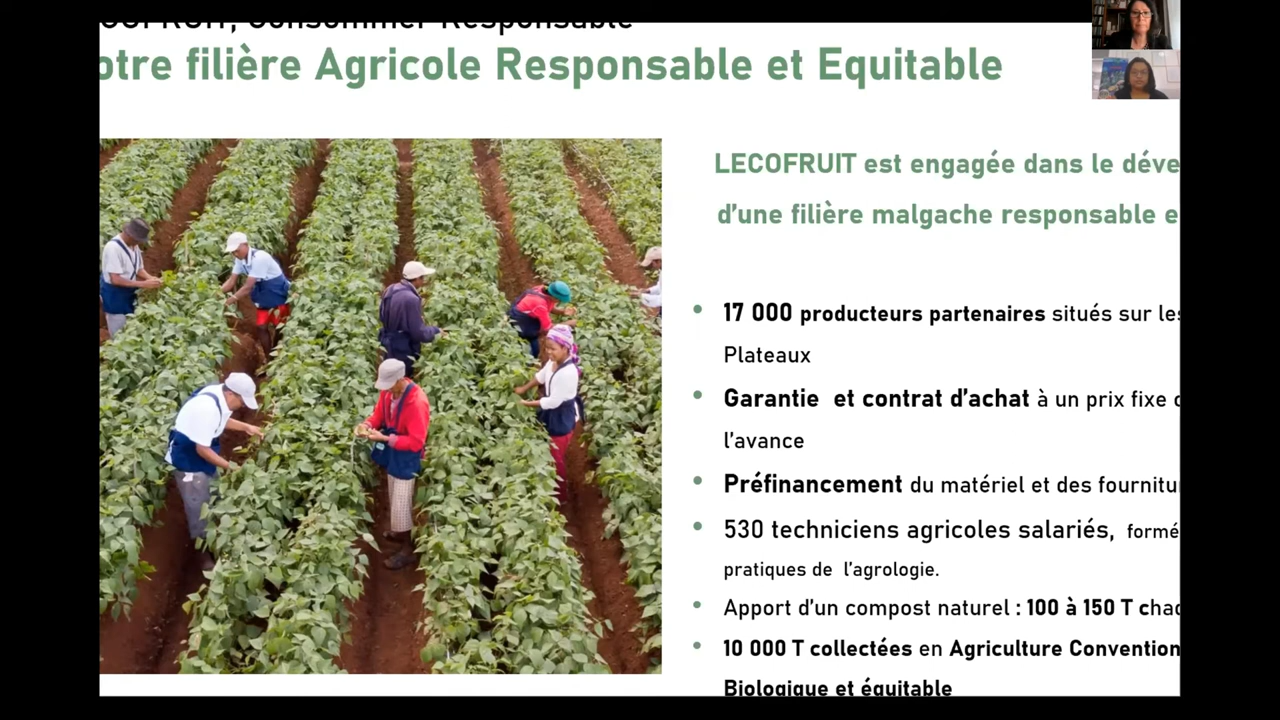 Consommer Responsable
otre filière Agricole Responsable et Equitable
LECOFRUIT est engagée dans le déve
d'une filière malgache responsable e
17 000 producteurs partenaires situés sur les
Plateaux
Garantie et contrat d'achat à un prix fixe
l'avance
Préfinancement du matériel et des fournitu
530 techniciens agricoles salariés, formé
pratiques de l'agrologie.
Apport d'un compost naturel : 100 à 150 T chac
10 000 T collectées en Agriculture Convention
Biologique et équitable